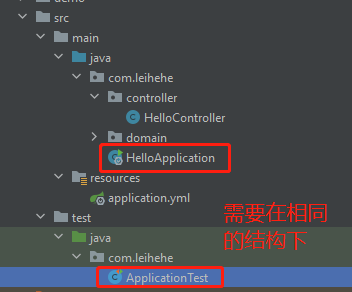 src
main
java
com.leihehe
controller
HelloController
domain
HelloApplication
resources
application.yml
test
java
com.leihehe
ApplicationTest
需要在相同
的结构下